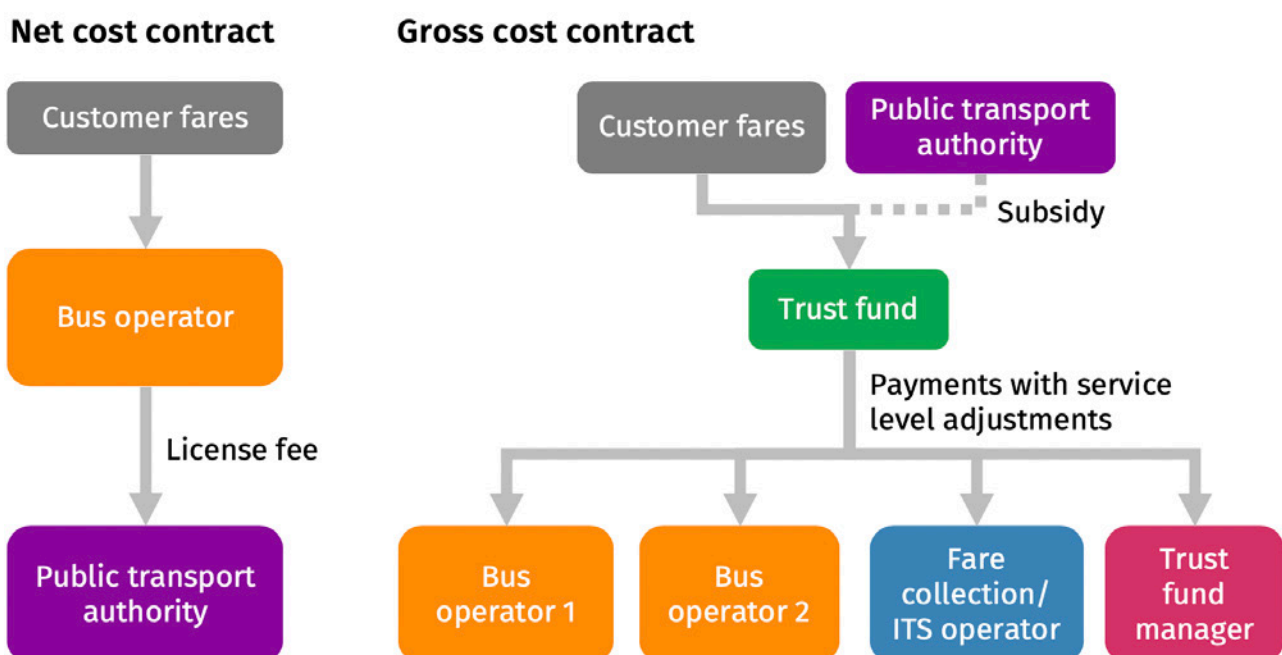 Net cost contract
Customer fares
Bus operator
License fee
Public transport
authority
Gross cost contract
Customer fares
Public transport
authority
Subsidy
Trust fund
Payments with service
level adjustments
Bus
operator 1
Bus
operator 2
Fare
collection/
ITS operator
Trust
fund
manager